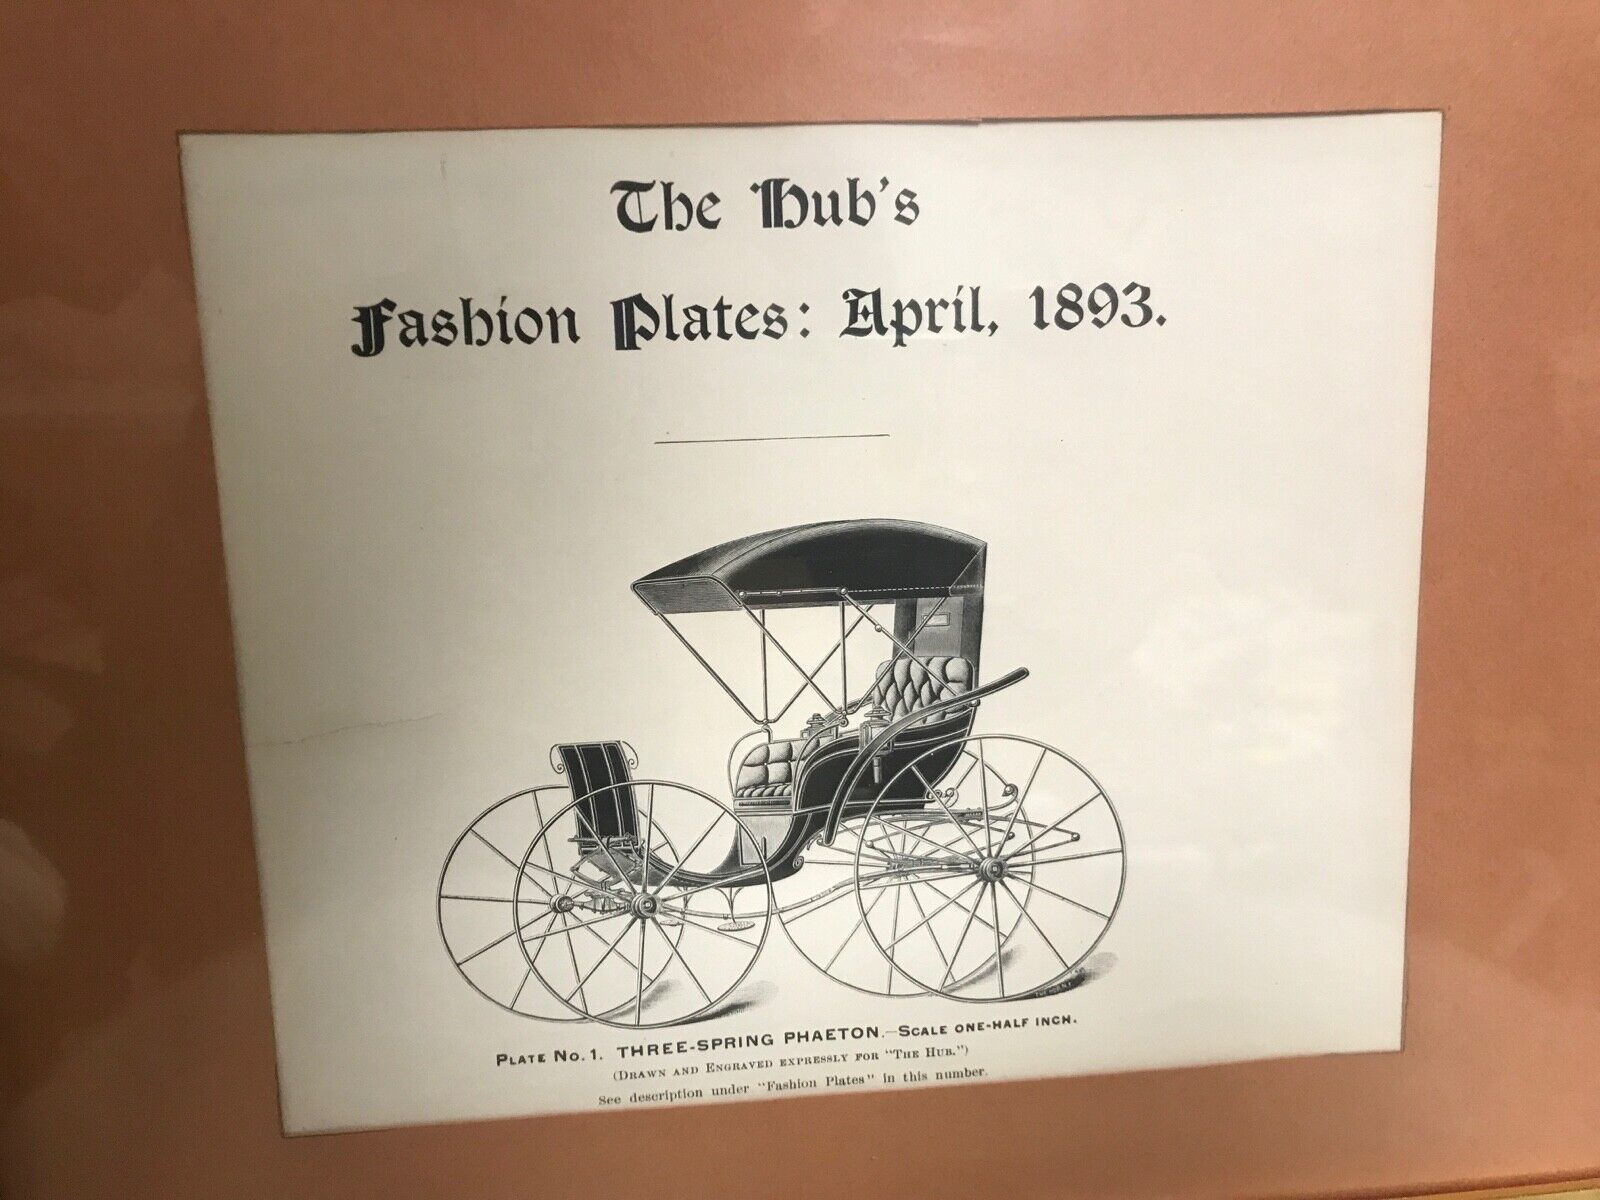 The Hub's
Fashion Plates: April, 1893.
PLATE NO. 1. THREE-SPRING PHAETON.—SCALE ONE-HALF INCH.
(DRAWN AND ENGRAVED EXPRESSLY FOR "THE HUB.")
See description under "Fashion Plates" in this number.